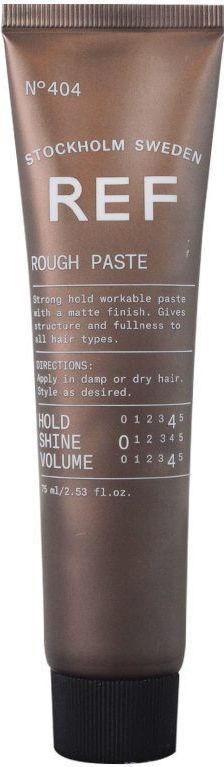 Nº404
STOCKHOLM SWEDEN
REF
ROUGH PASTE
Strong hold workable paste
with a matte finish. Gives
structure and fullness to
all hair types.
DIRECTIONS:
Apply in damp or dry hair.
Style as desired.
HOLD 0 1 2 3 4 5
SHINE 0 1 2 3 4 5
VOLUME 0 1 2 3 4 5
75 ml/2.53 fl.oz.